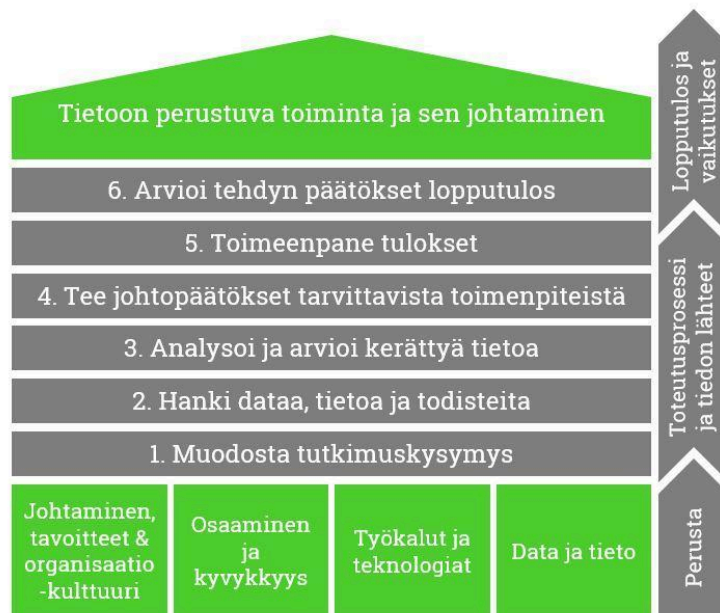 Tietoon perustuva toiminta ja sen johtaminen
6. Arvioi tehdyn päätökset lopputulos
5. Toimeenpane tulokset
4. Tee johtopäätökset tarvittavista toimenpiteistä
3. Analysoi ja arvioi kerättyä tietoa
2. Hanki dataa, tietoa ja todisteita
1. Muodosta tutkimuskysymys
Johtaminen,
tavoitteet &
organisaatio
-kulttuuri
Osaaminen
ja
kyvykkyys
Työkalut ja
teknologiat
Data ja tieto
Lopputulos ja
vaikutukset
Toteutusprosessi
ja tiedon lähteet
Perusta